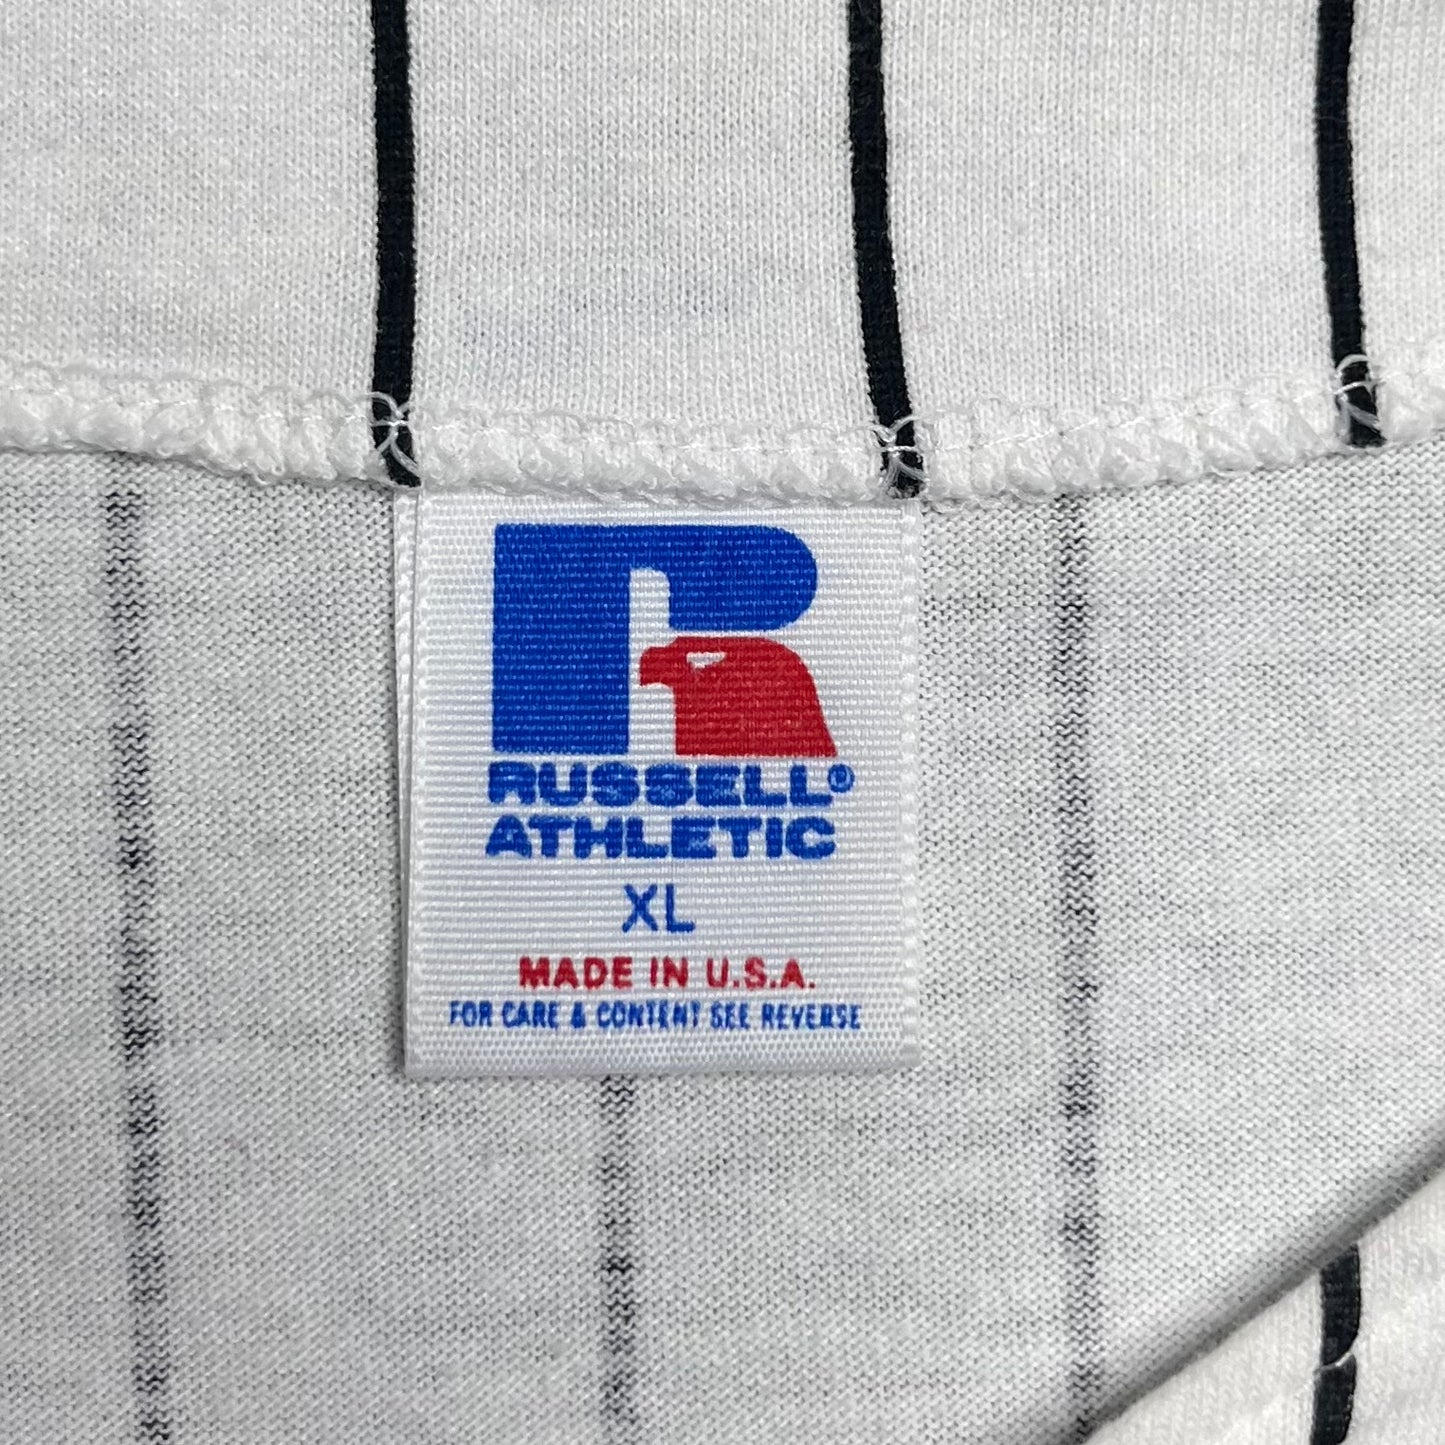 R
RUSSELL®
ATHLETIC
XL
MADE IN U.S.A.
FOR CARE & CONTENT SEE REVERSE